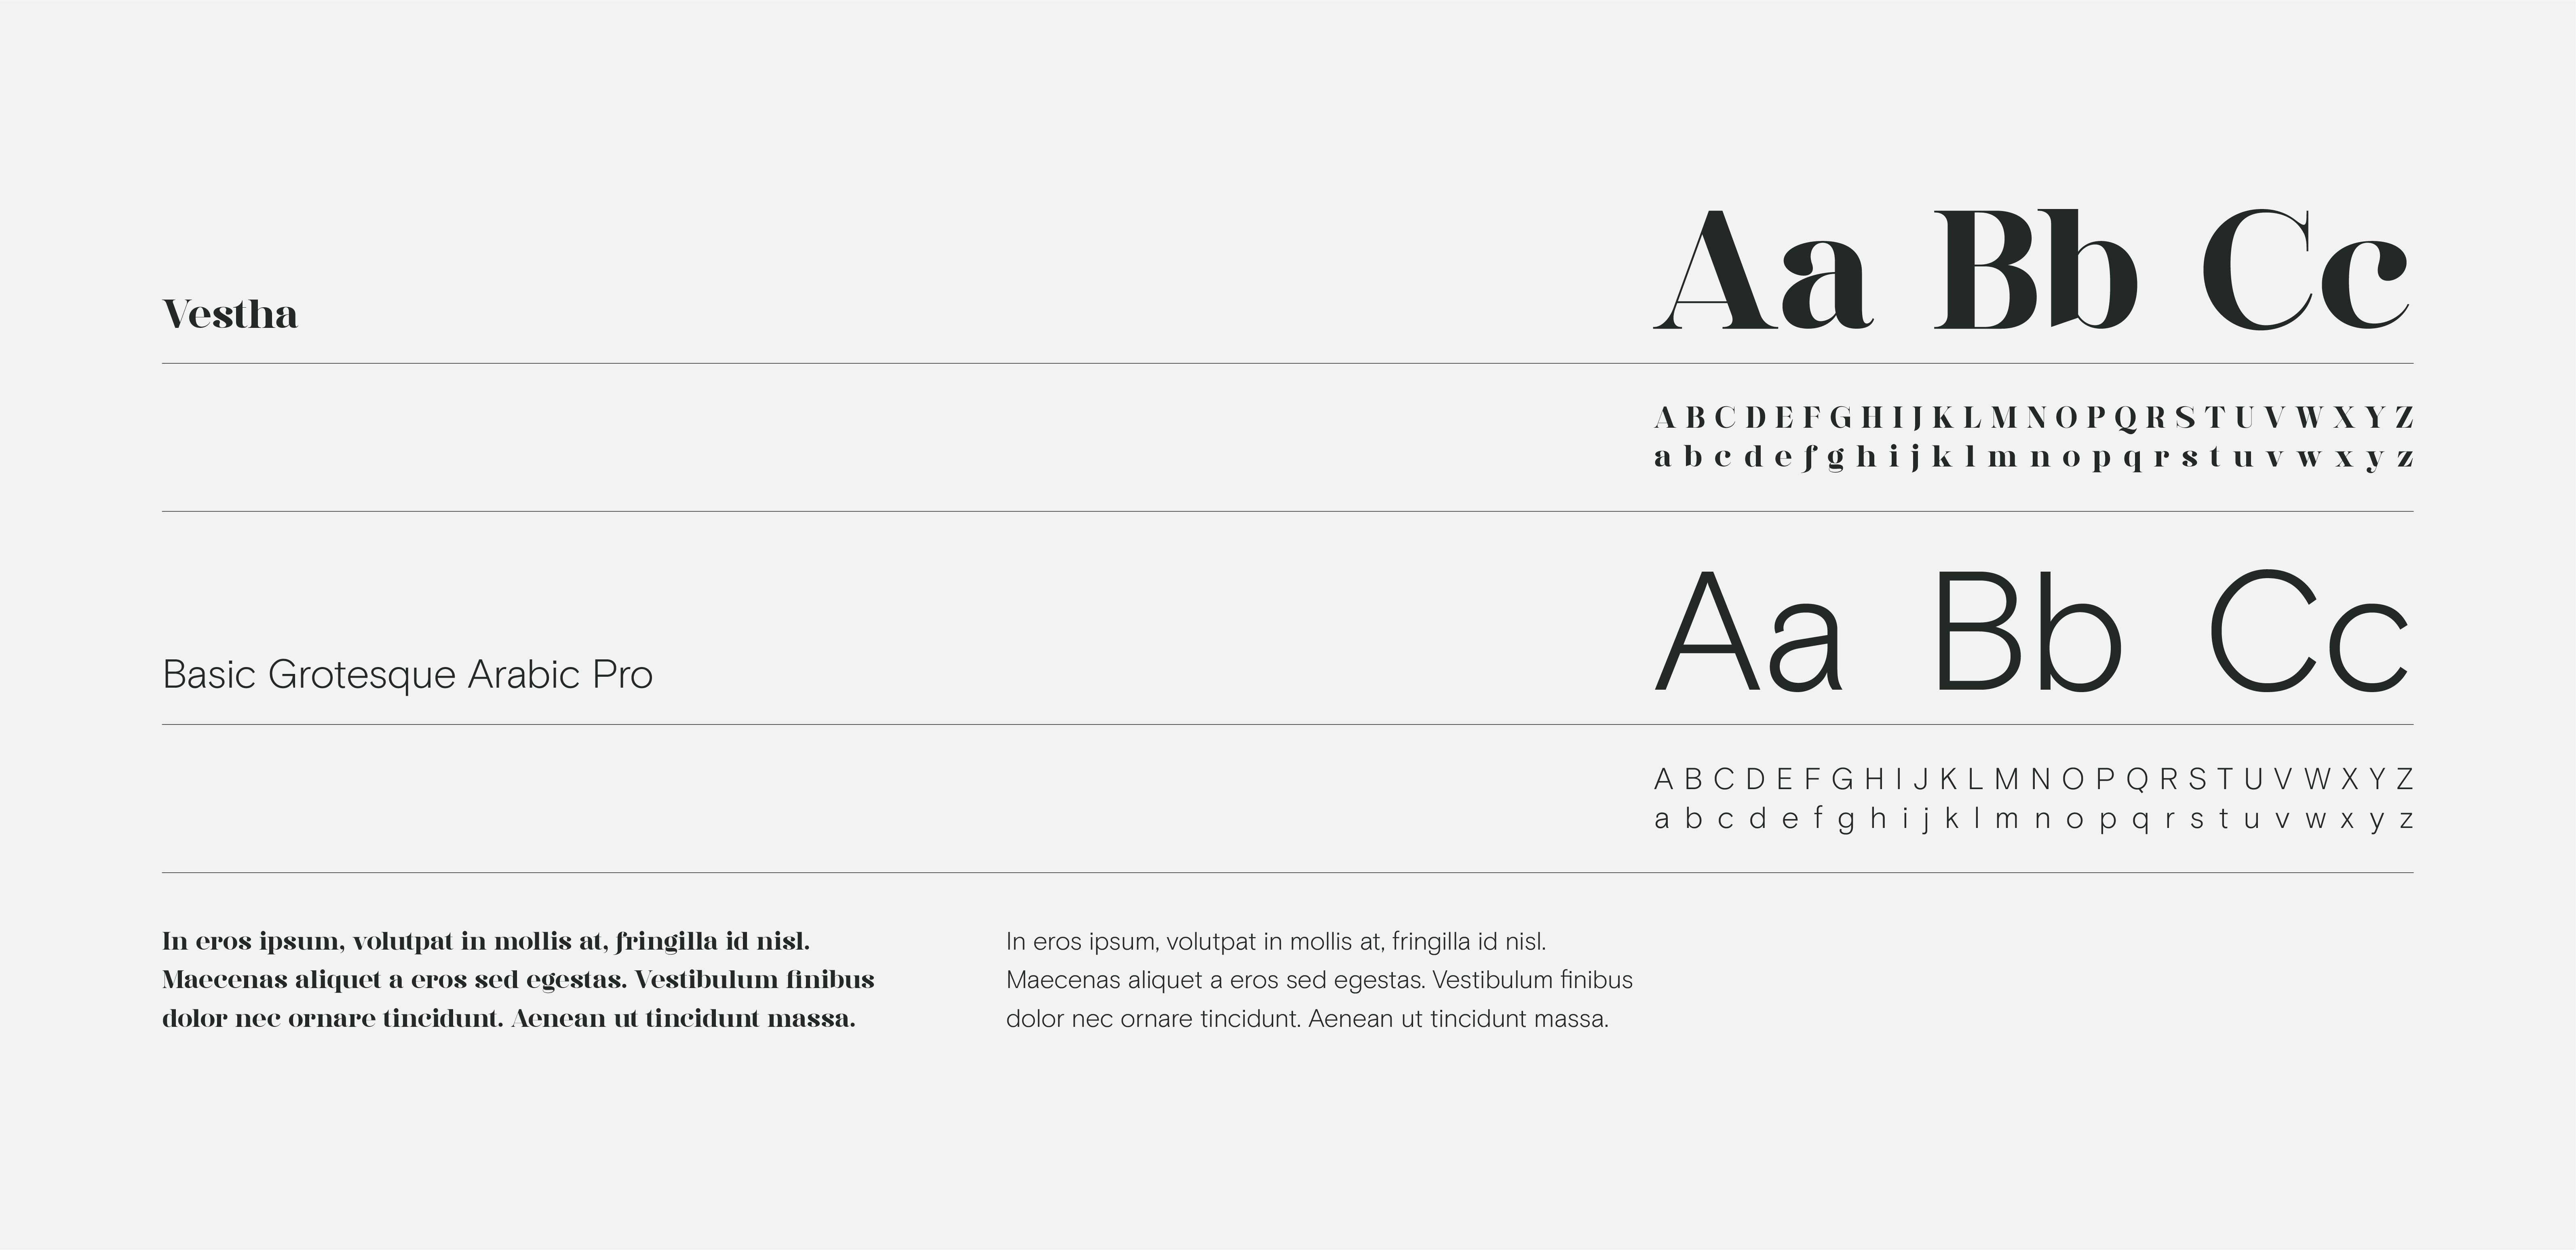 Vestha
Aa Bb Cc
A B C D E F G H I J K L M N O P Q R S T U V W X Y Z
a b c d e f g h i j k l m n o p q r s t u v w x y z
Basic Grotesque Arabic Pro
Aa Bb Cc
A B C D E F G H I J K L M N O P Q R S T U V W X Y Z
a b c d e f g h i j k l m n o p q r s t u v w x y z
In eros ipsum, volutpat in mollis at, fringilla id nisl.
Maecenas aliquet a eros sed egestas. Vestibulum finibus
dolor nec ornare tincidunt. Aenean ut tincidunt massa.
In eros ipsum, volutpat in mollis at, fringilla id nisl.
Maecenas aliquet a eros sed egestas. Vestibulum finibus
dolor nec ornare tincidunt. Aenean ut tincidunt massa.